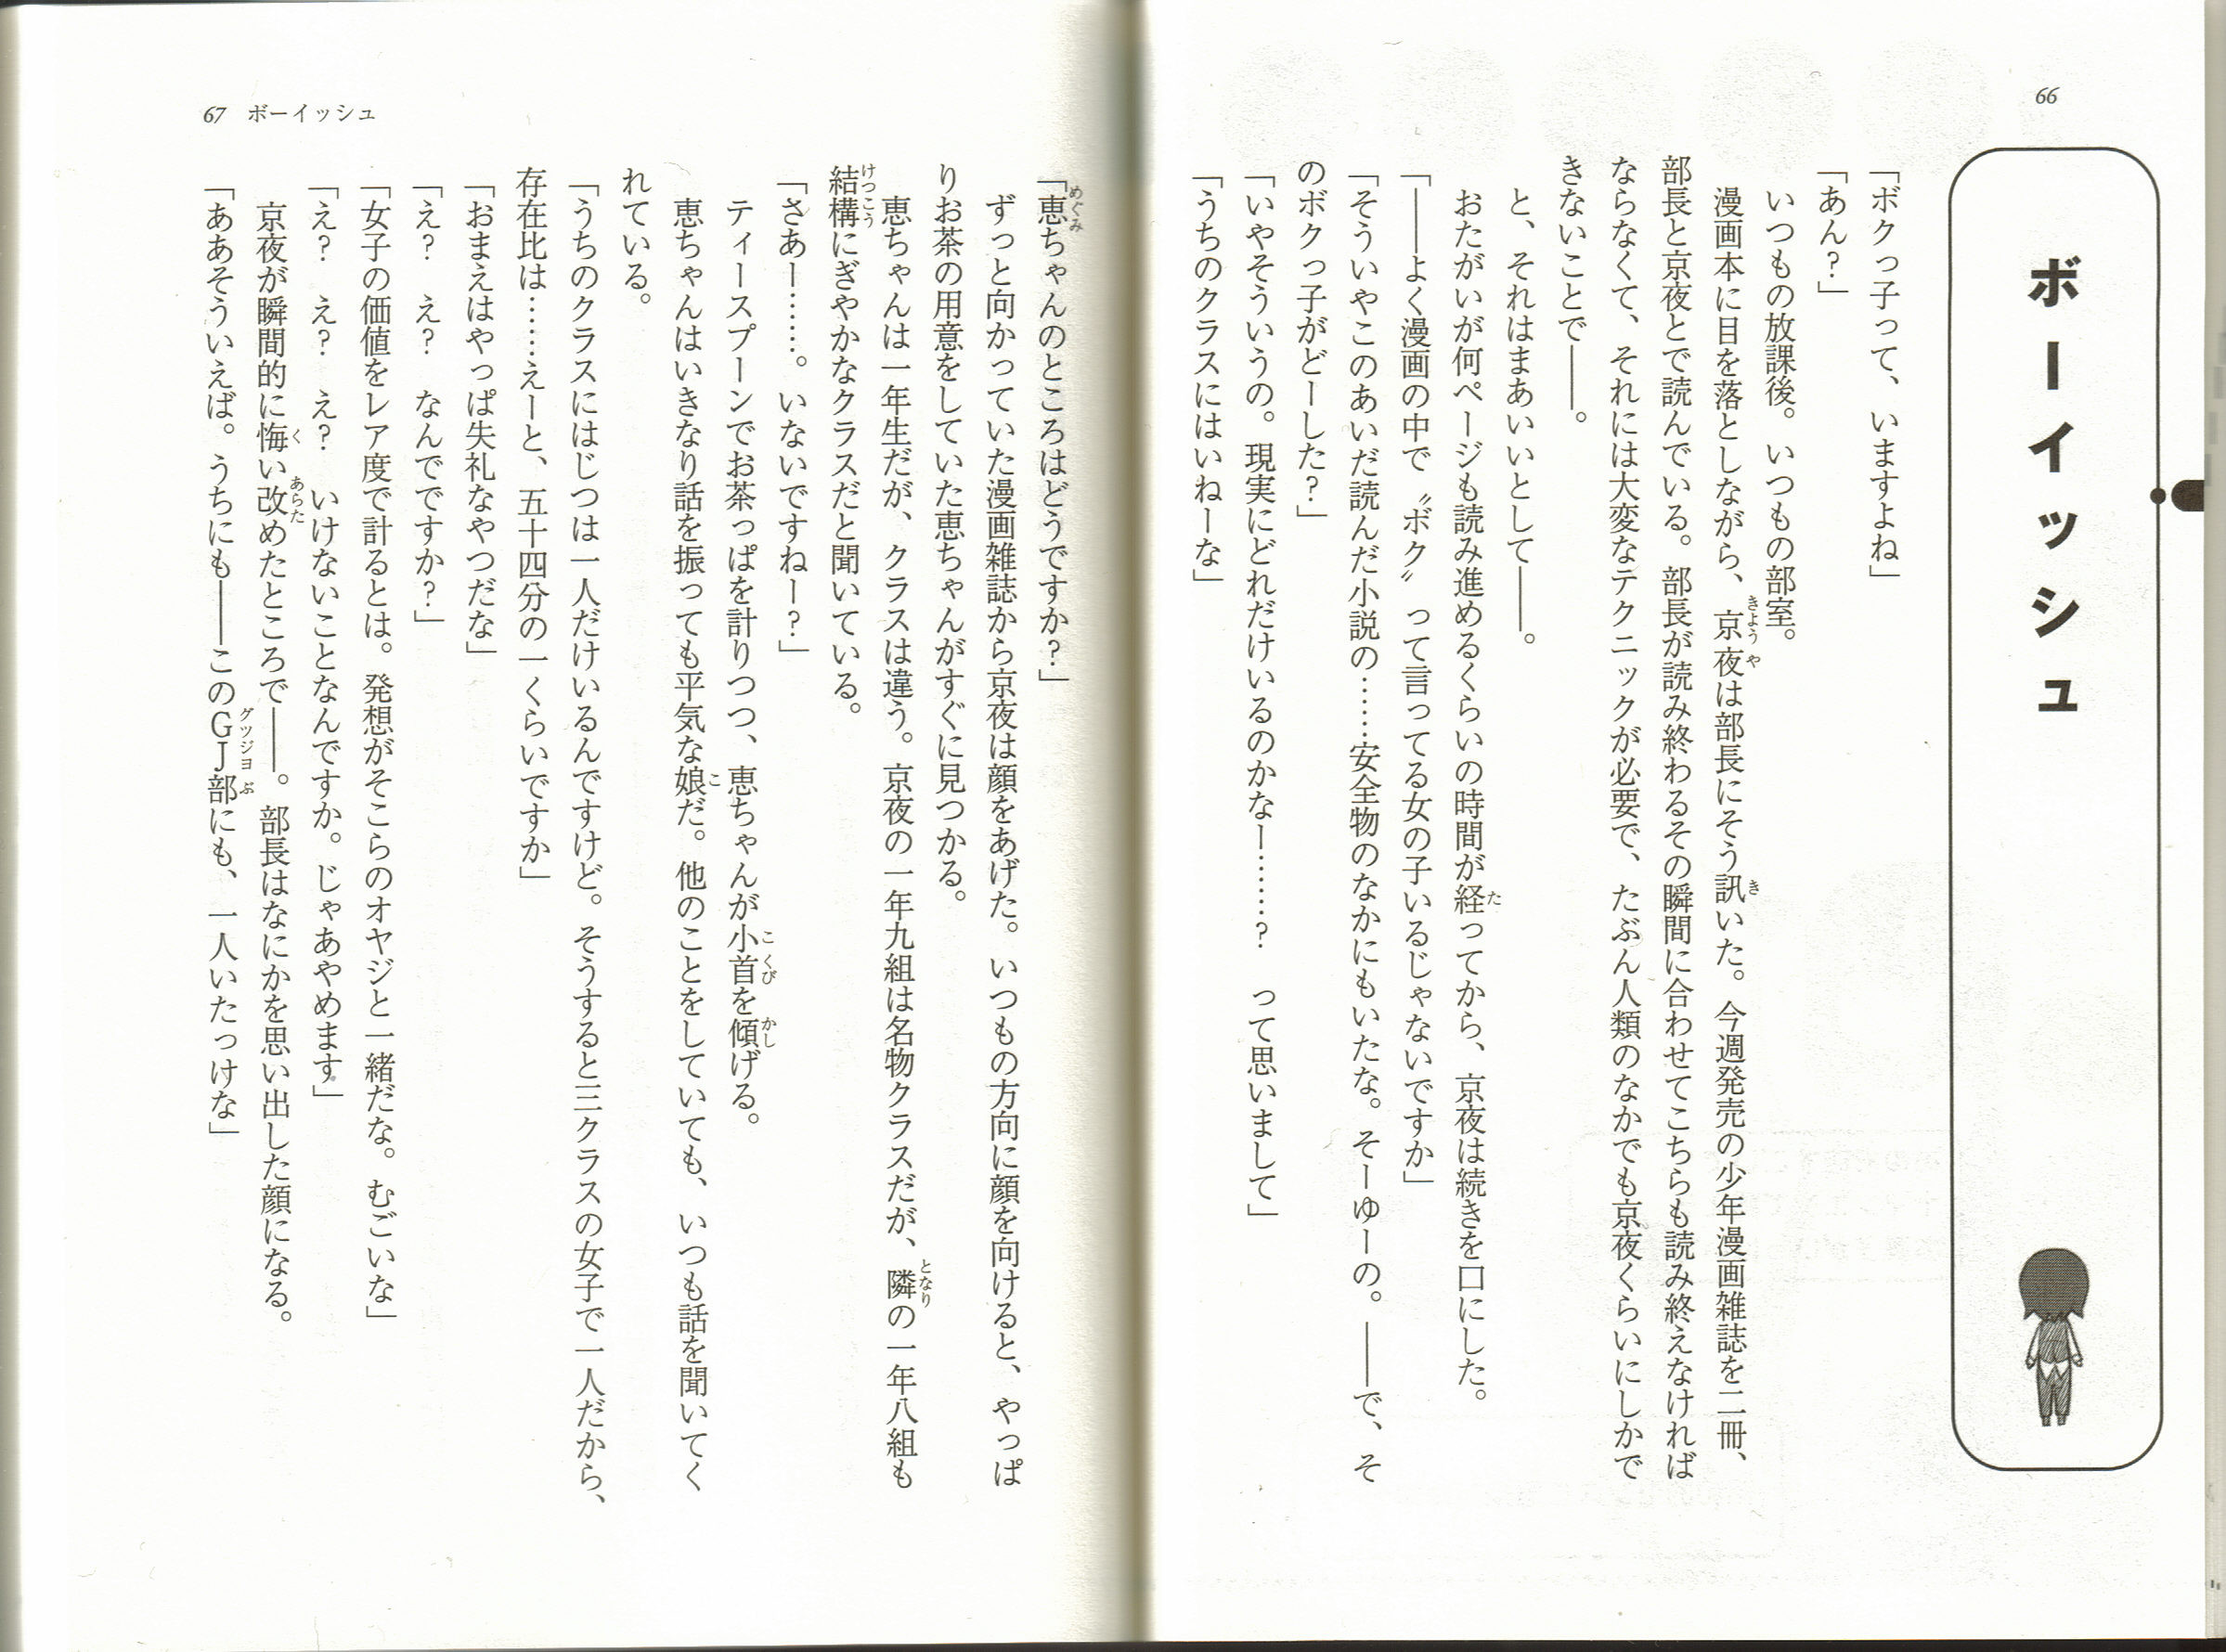 66
ボーイッシュ
「ボクっ子って、いますよね」
「あん?」
いつもの放課後。いつもの部室。
漫画本に目を落としながら、京夜は部長にそう訊いた。今週発売の少年漫画雑誌を二冊、
部長と京夜とで読んでいる。部長が読み終わるその瞬間に合わせてこちらも読み終えなければ
ならなくて、それには大変なテクニックが必要で、たぶん人類のなかでも京夜くらいにしかで
きないことで――。
と、それはまあいいとして――。
おたがいが何ページも読み進めるくらいの時間が経ってから、京夜は続きを口にした。
「――よく漫画の中で〝ボク〟って言ってる女の子いるじゃないですか」
「そういやこのあいだ読んだ小説の……安全物のなかにもいたな。そーゆーの。――で、そ
のボクっ子がどーした?」
「いやそういうの。現実にどれだけいるのかなー……? って思いまして」
「うちのクラスにはいねーな」
67 ボーイッシュ
「恵ちゃんのところはどうですか?」
ずっと向かっていた漫画雑誌から京夜は顔をあげた。いつもの方向に顔を向けると、やっぱ
りお茶の用意をしていた恵ちゃんがすぐに見つかる。
恵ちゃんは一年生だが、クラスは違う。京夜の一年九組は名物クラスだが、隣の一年八組も
結構にぎやかなクラスだと聞いている。
「さあー……。いないですねー?」
ティースプーンでお茶っぱを計りつつ、恵ちゃんが小首を傾げる。
恵ちゃんはいきなり話を振っても平気な娘だ。他のことをしていても、いつも話を聞いてく
れている。
「うちのクラスにはじつは一人だけいるんですけど。そうすると三クラスの女子で一人だから、
存在比は……えーと、五十四分の一くらいですか」
「おまえはやっぱ失礼なやつだな」
「え? え? なんでですか?」
「女子の価値をレア度で計るとは。発想がそこらのオヤジと一緒だな。むごいな」
「え? え? え? いけないことなんですか。じゃあやめます」
京夜が瞬間的に悔い改めたところで――。部長はなにかを思い出した顔になる。
「ああそういえば。うちにも――このＧＪ部にも、一人いたっけな」